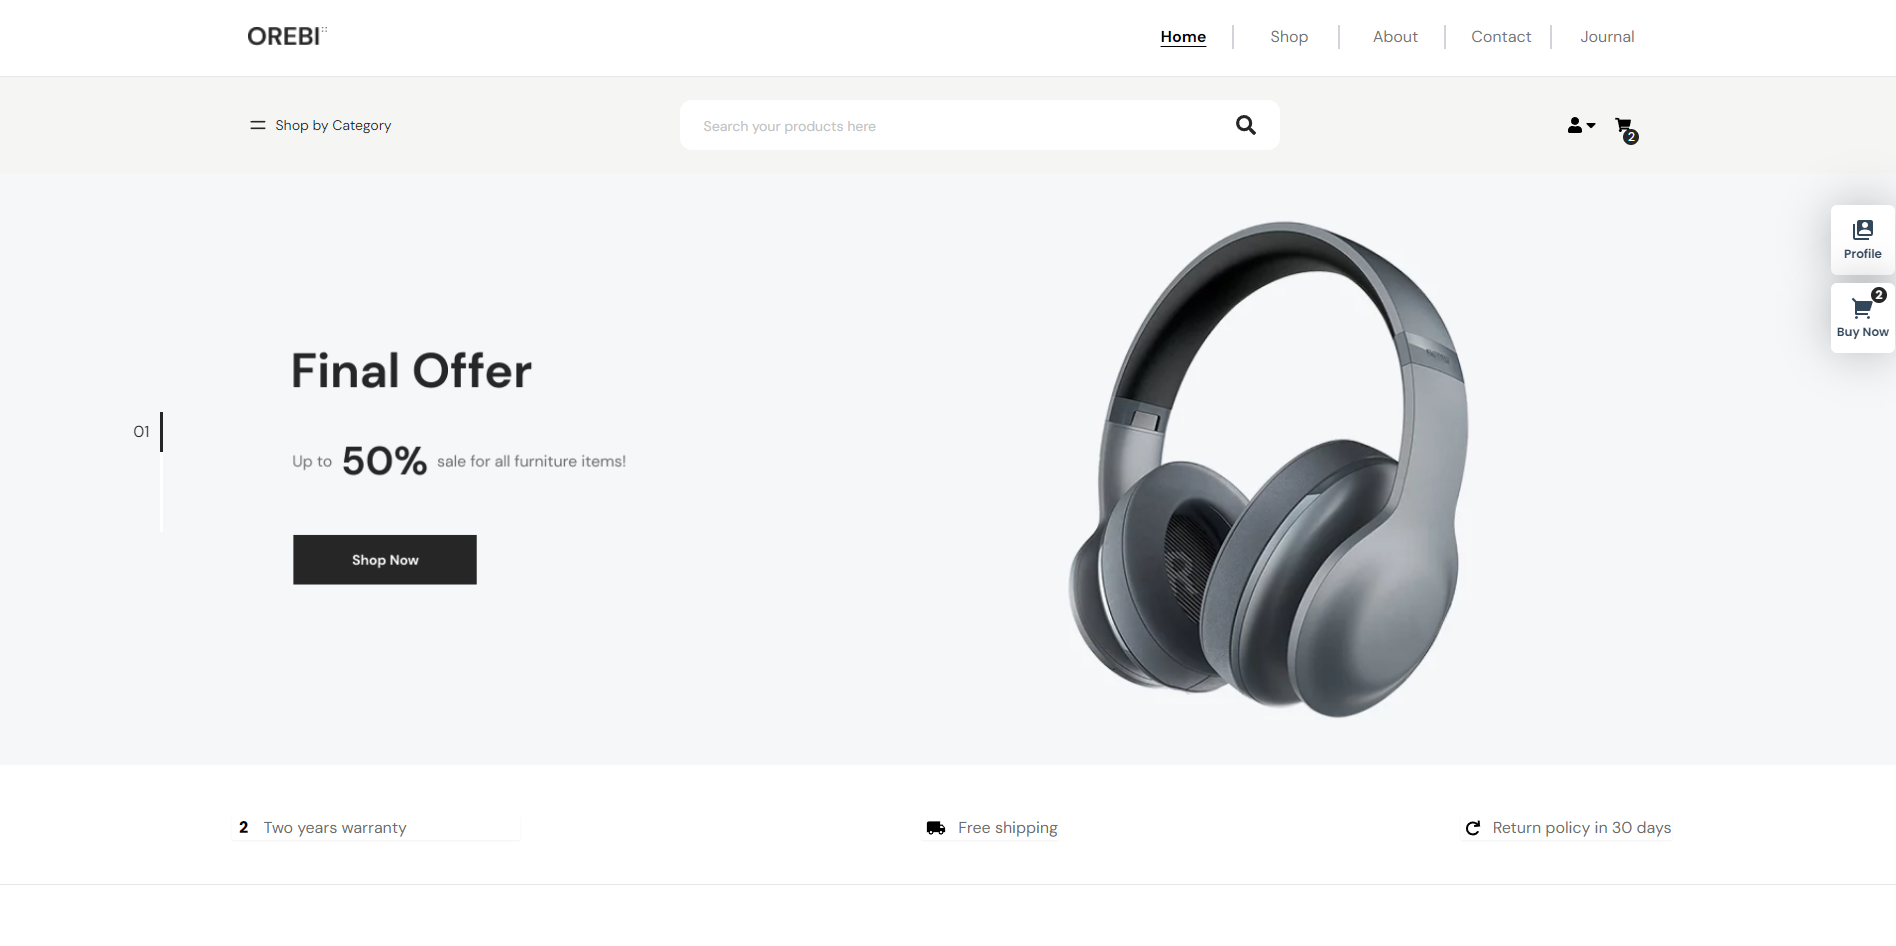 OREBI
Home
Shop
About
Contact
Journal
Shop by Category
Search your products here
2
Profile
2
Buy Now
Final Offer
01
Up to 50% sale for all furniture items!
Shop Now
2 Two years warranty
Free shipping
Return policy in 30 days